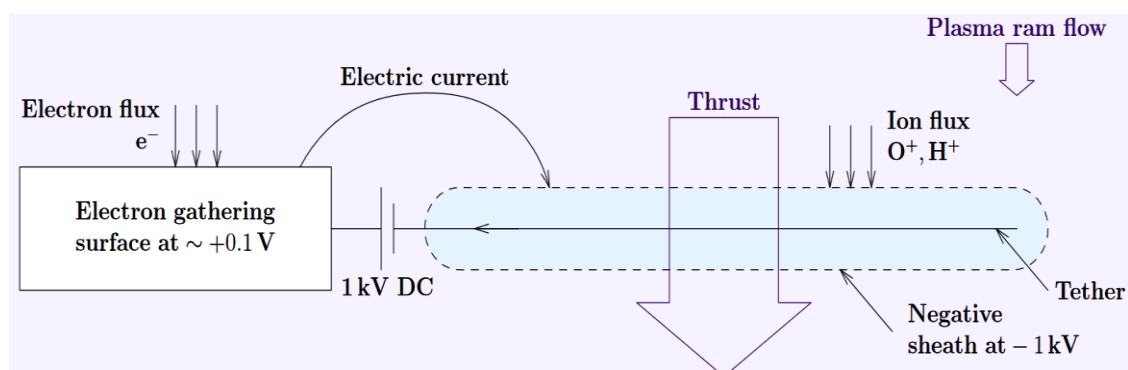 Plasma ram flow
Electric current
Electron flux
e⁻
Thrust
Ion flux
O⁺, H⁺
Electron gathering
surface at ∼ +0.1 V
1 kV DC
Tether
Negative
sheath at − 1 kV